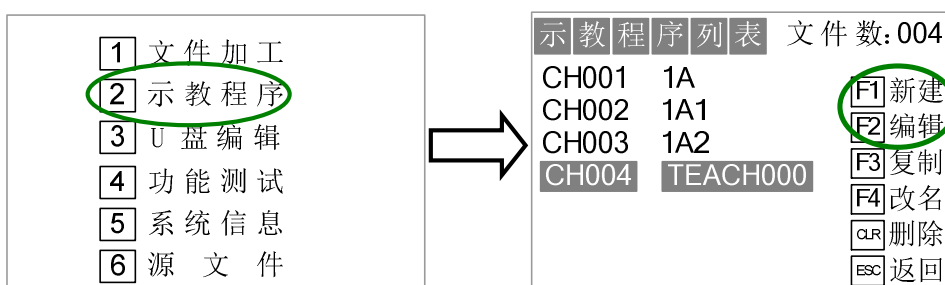 1 文件加工
2 示教程序
3 U盘编辑
4 功能测试
5 系统信息
6 源文件
示教程序列表 文件数:004
CH001 1A
CH002 1A1
CH003 1A2
CH004 TEACH000
F1 新建
F2 编辑
F3 复制
F4 改名
CLR 删除
ESC 返回